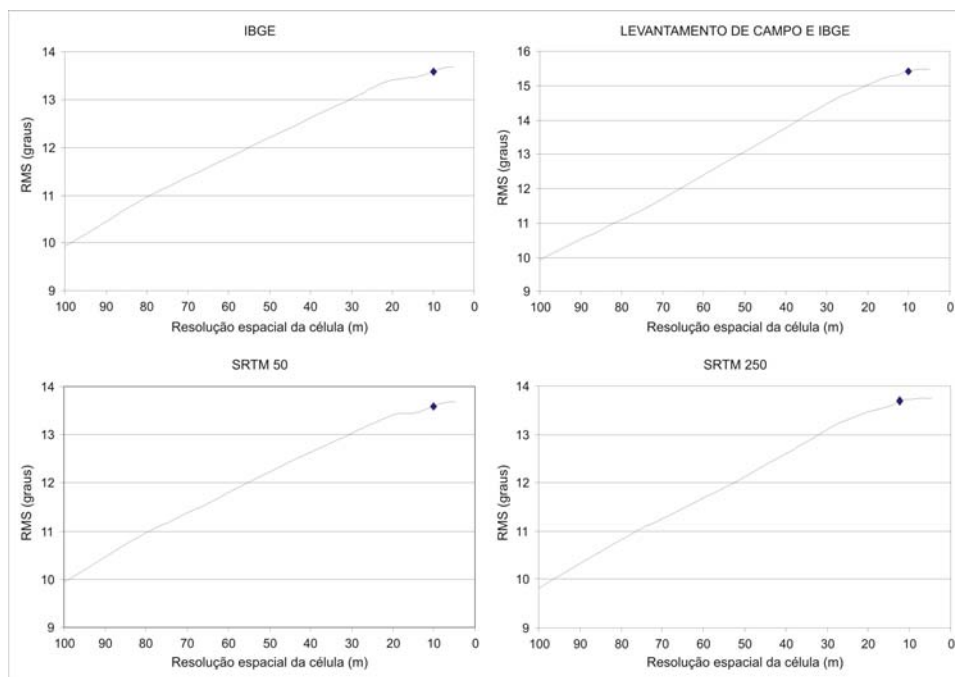 IBGE
14
13
12
11
10
9
RMS (graus)
100 90 80 70 60 50 40 30 20 10 0
Resolução espacial da célula (m)
LEVANTAMENTO DE CAMPO E IBGE
16
15
14
13
12
11
10
9
RMS (graus)
100 90 80 70 60 50 40 30 20 10 0
Resolução espacial da célula (m)
SRTM 50
14
13
12
11
10
9
RMS (graus)
100 90 80 70 60 50 40 30 20 10 0
Resolução espacial da célula (m)
SRTM 250
14
13
12
11
10
9
RMS (graus)
100 90 80 70 60 50 40 30 20 10 0
Resolução espacial da célula (m)